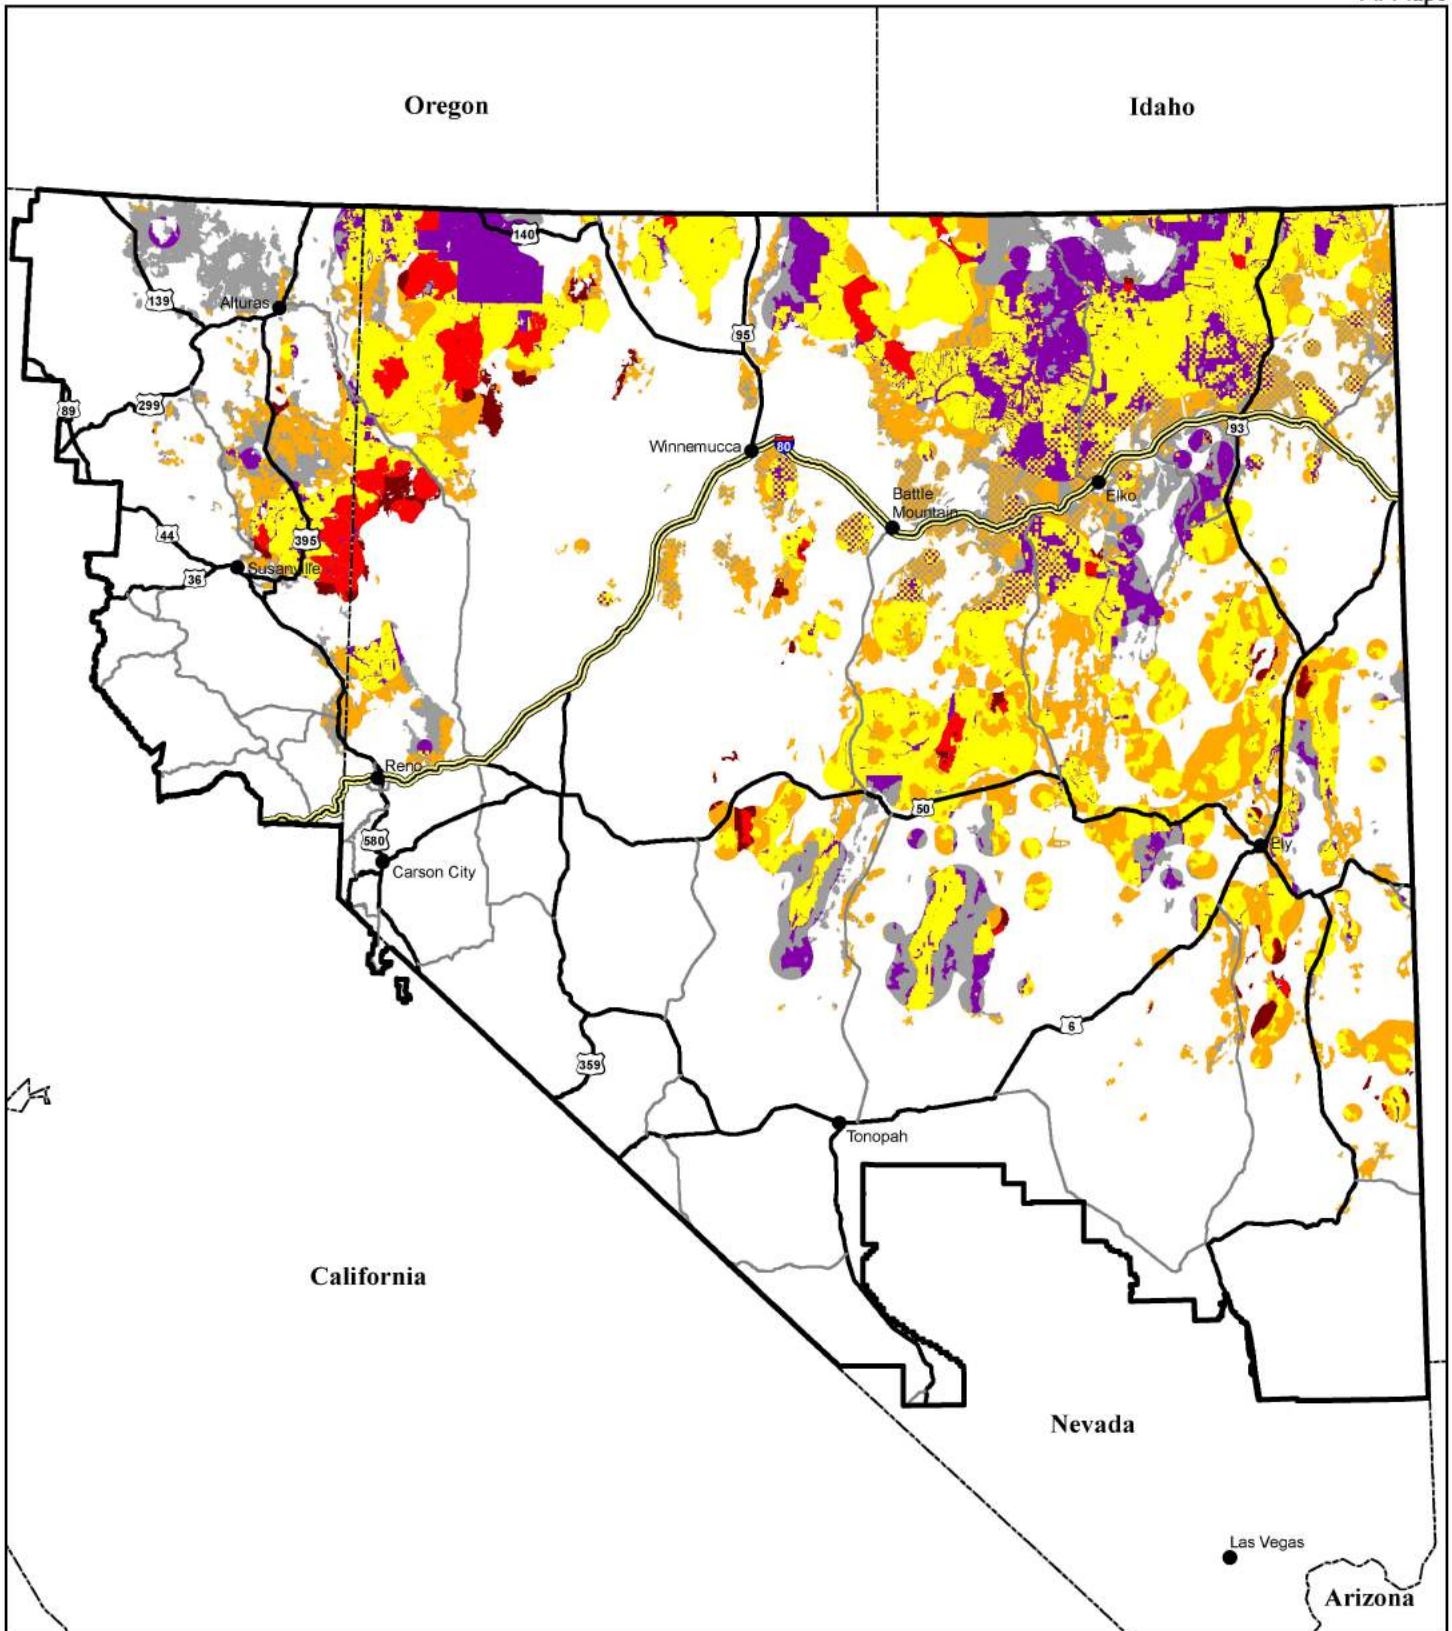 Oregon
Idaho
140
139
Alturas
95
89
299
93
Winnemucca
80
Elko
Battle
Mountain
44
395
Susanville
36
Reno
50
580
Ely
Carson City
6
359
Tonopah
California
Nevada
Las Vegas
Arizona